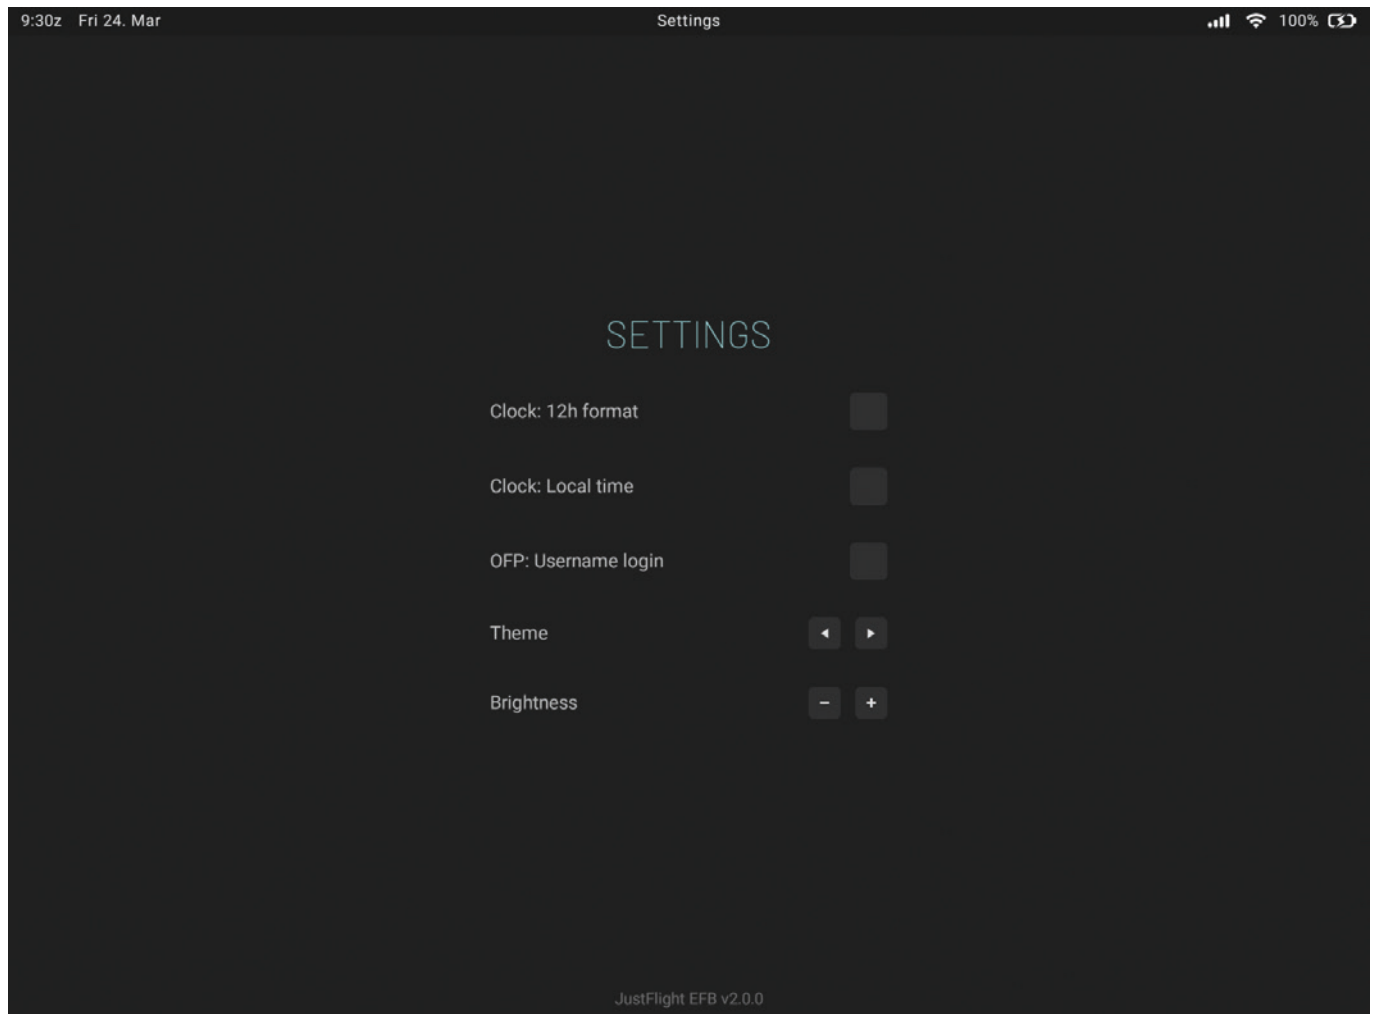 9:30z Fri 24. Mar Settings 100%
SETTINGS
Clock: 12h format
Clock: Local time
OFP: Username login
Theme
Brightness
JustFlight EFB v2.0.0